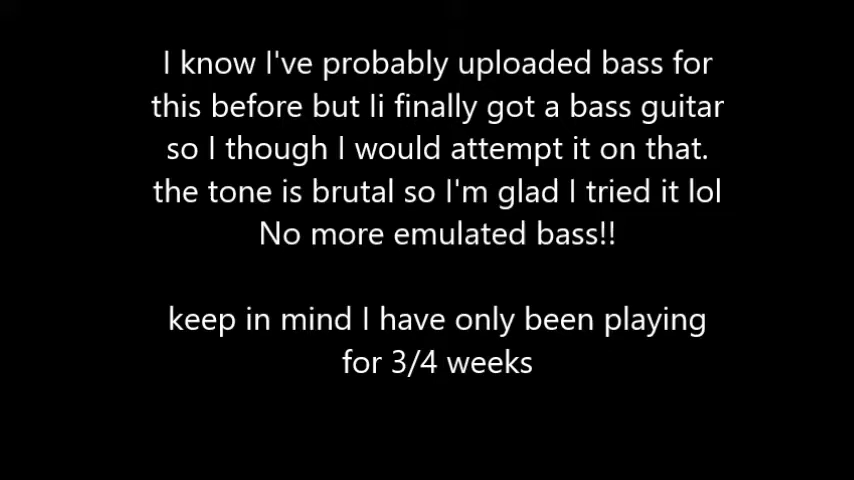 I know I've probably uploaded bass for
this before but Ii finally got a bass guitar
so I though I would attempt it on that.
the tone is brutal so I'm glad I tried it lol
No more emulated bass!!
keep in mind I have only been playing
for 3/4 weeks